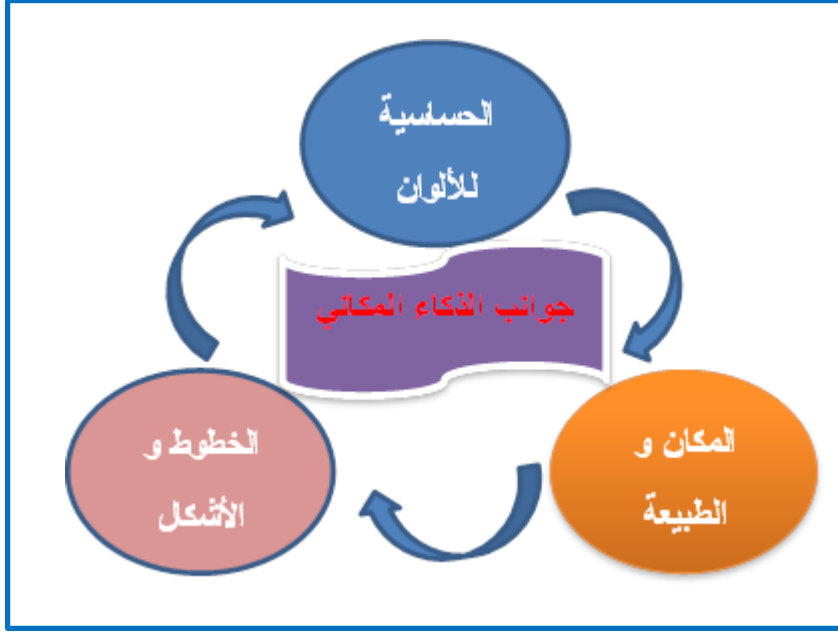 الحساسية
للألوان
جوانب الذكاء المكاني
المكان و
الطبيعة
الخطوط و
الأشكال